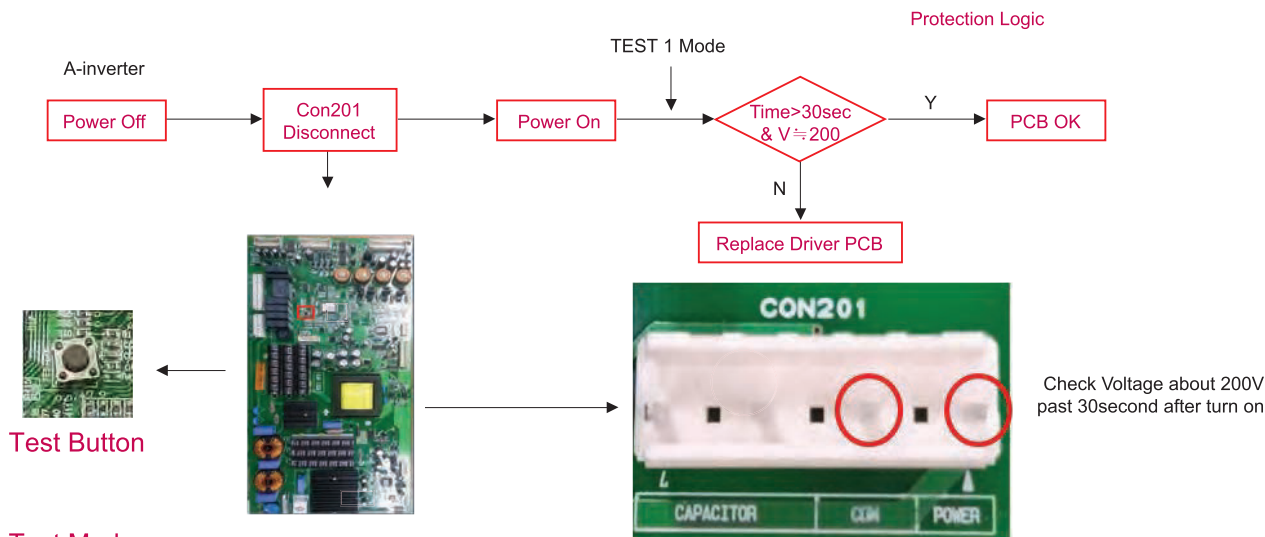 Protection Logic
TEST 1 Mode
A-inverter
Power Off
Con201
Disconnect
Power On
Time>30sec
& V≒200
Y
PCB OK
N
Replace Driver PCB
CON201
Check Voltage about 200V
past 30second after turn on
Test Button
CAPACITOR
COM
POWER